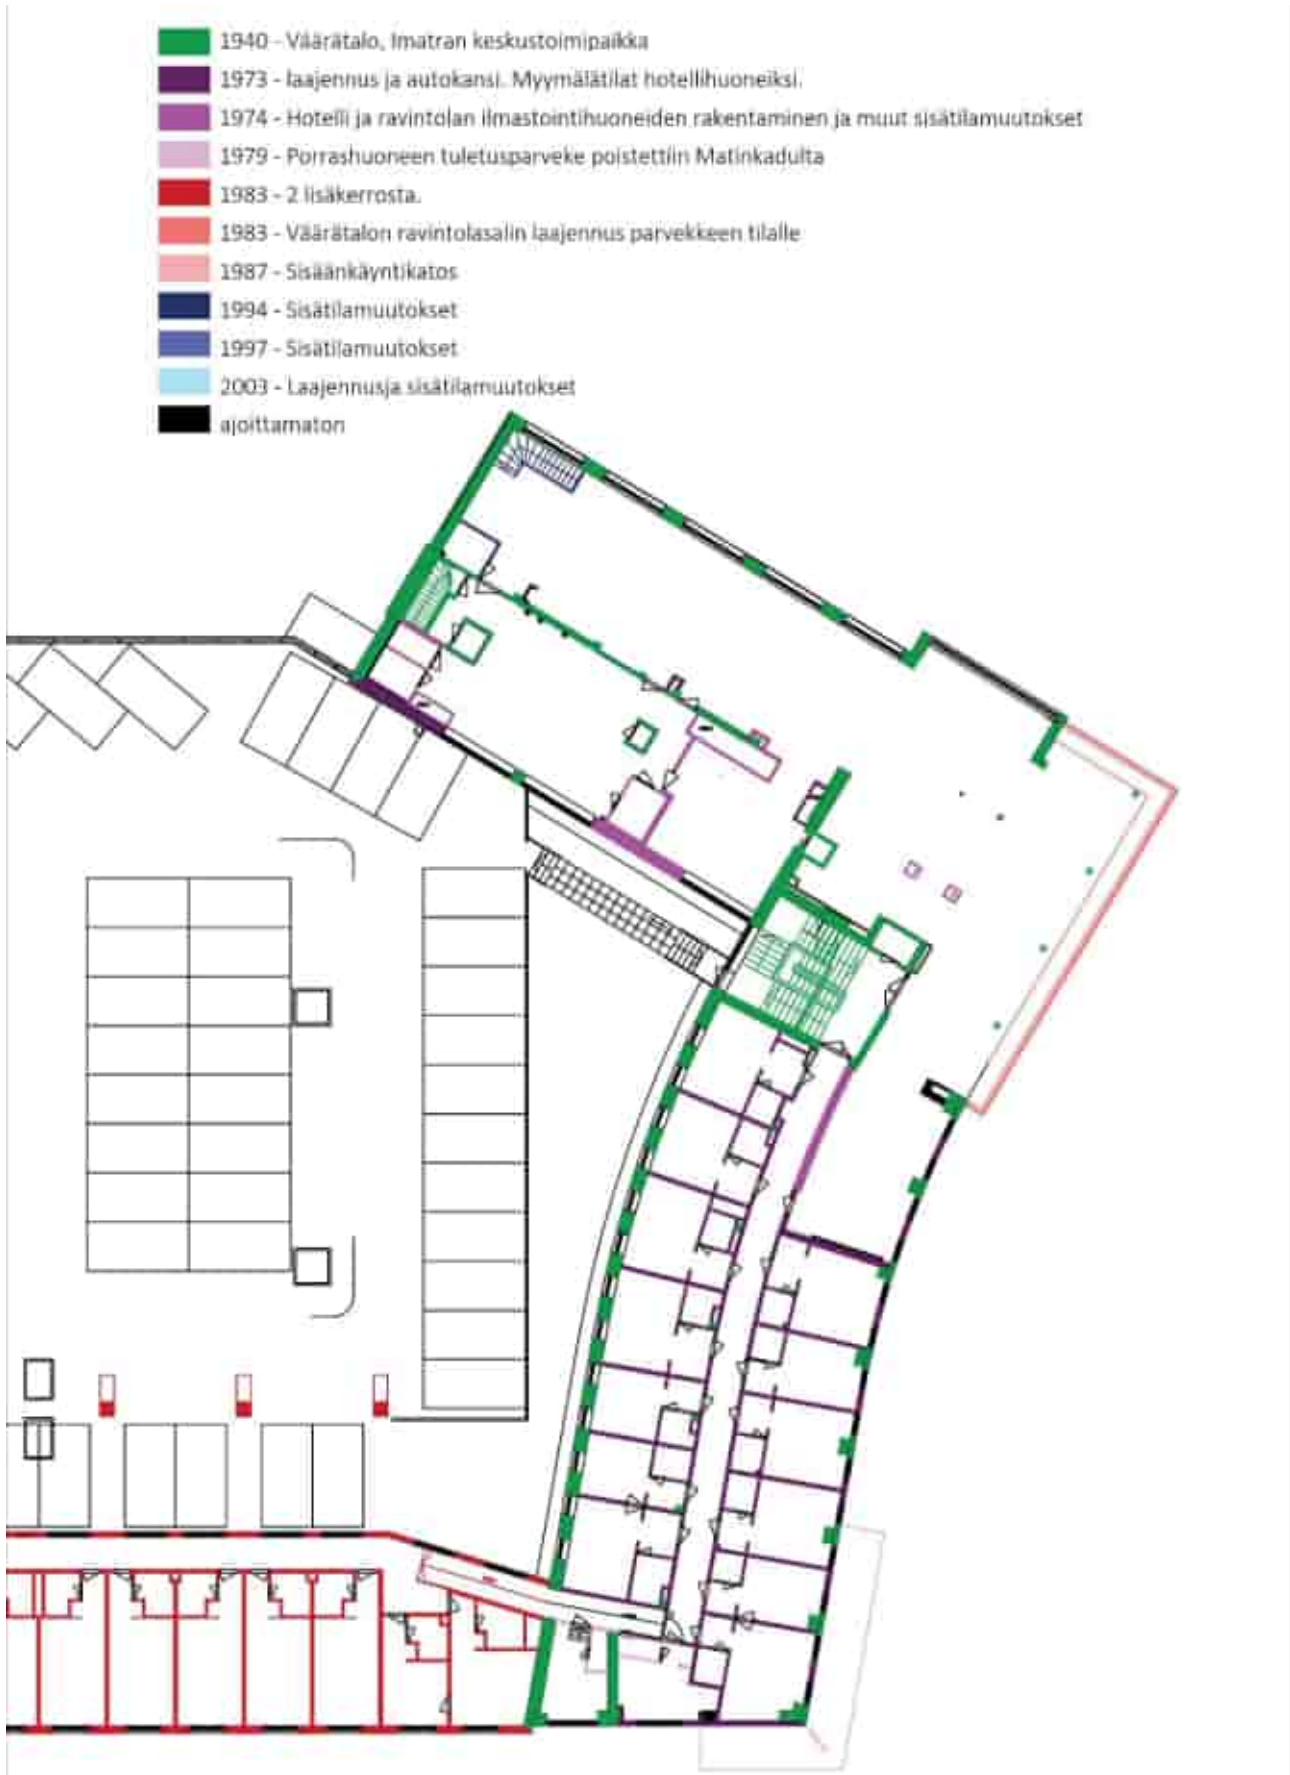 1940 - Väärätalo, Imatran keskustoimipaikka
1973 - laajennus ja autokansi. Myymälätilat hotellihuoneiksi.
1974 - Hotelli ja ravintolan ilmastointihuoneiden rakentaminen ja muut sisätilamuutokset
1979 - Porrashuoneen tuletusparveke poistettiin Matinkadulta
1983 - 2 lisäkerrosta.
1983 - Väärätalon ravintolasalin laajennus parvekkeen tilalle
1987 - Sisäänkäyntikatos
1994 - Sisätilamuutokset
1997 - Sisätilamuutokset
2003 - Laajennusja sisätilamuutokset
ajoittamaton